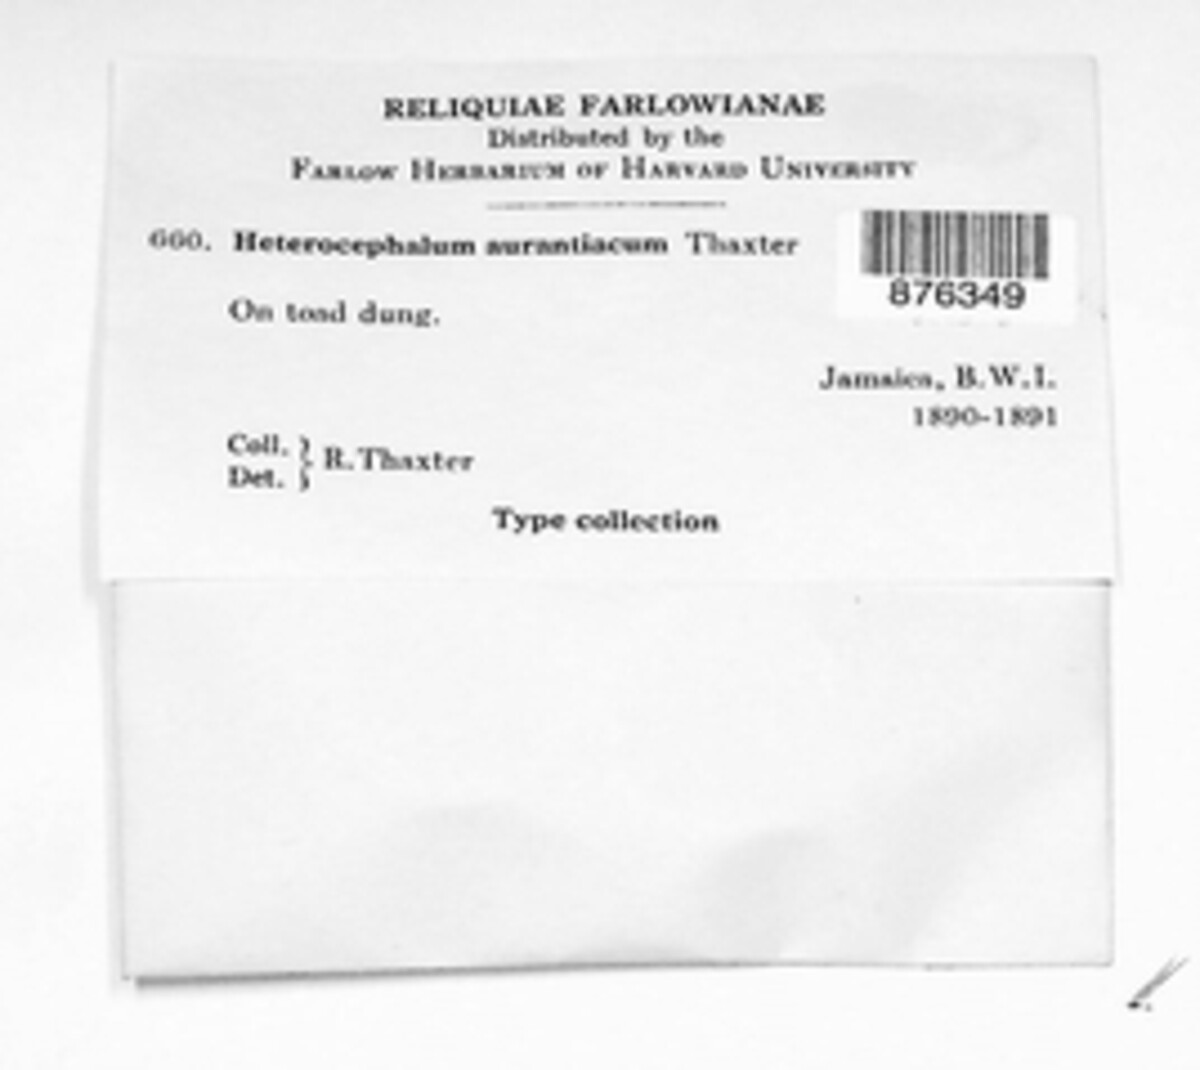 RELIQUIAE FARLOWIANAE
Distributed by the
FARLOW HERBARIUM OF HARVARD UNIVERSITY
660. Heterocephalum aurantiacum Thaxter
876349
On toad dung.
Jamaica, B.W.I.
1890-1891
Coll. } R. Thaxter
Det.
Type collection